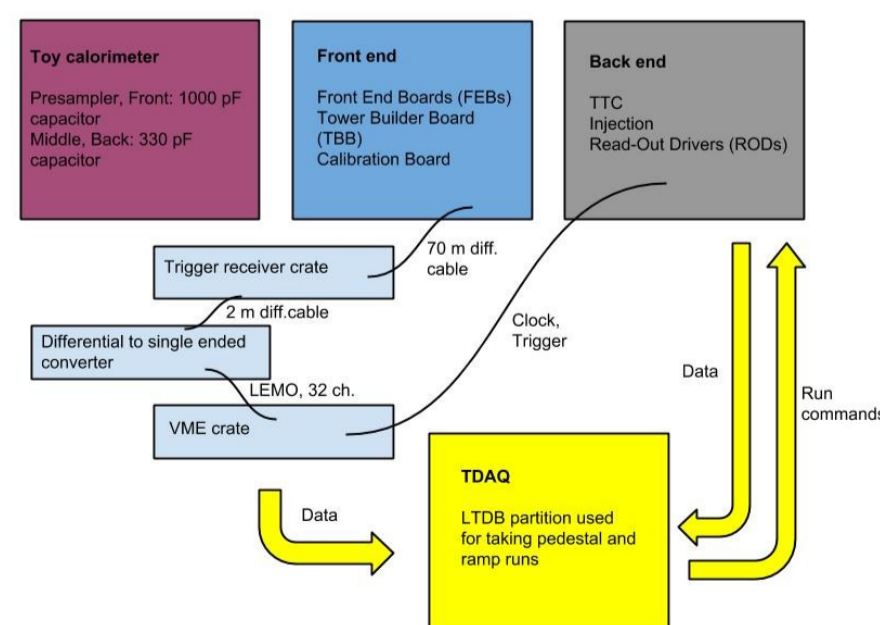 Toy calorimeter
Presampler, Front: 1000 pF
capacitor
Middle, Back: 330 pF
capacitor
Front end
Front End Boards (FEBs)
Tower Builder Board
(TBB)
Calibration Board
Back end
TTC
Injection
Read-Out Drivers (RODs)
70 m diff.
cable
Trigger receiver crate
2 m diff.cable
Differential to single ended
converter
LEMO, 32 ch.
VME crate
Clock,
Trigger
Data
Run
commands
Data
TDAQ
LTDB partition used
for taking pedestal and
ramp runs